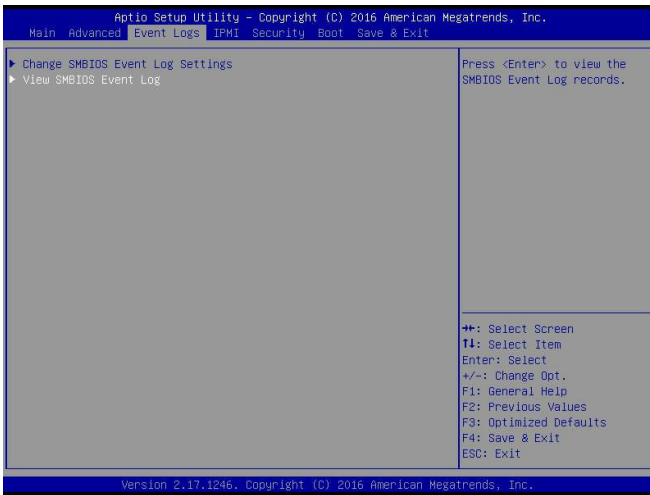 Aptio Setup Utility – Copyright (C) 2016 American Megatrends, Inc.
Main Advanced Event Logs IPMI Security Boot Save & Exit
▶ Change SMBIOS Event Log Settings
▶ View SMBIOS Event Log
Press <Enter> to view the
SMBIOS Event Log records.
→←: Select Screen
↑↓: Select Item
Enter: Select
+/-: Change Opt.
F1: General Help
F2: Previous Values
F3: Optimized Defaults
F4: Save & Exit
ESC: Exit
Version 2.17.1246. Copyright (C) 2016 American Megatrends, Inc.